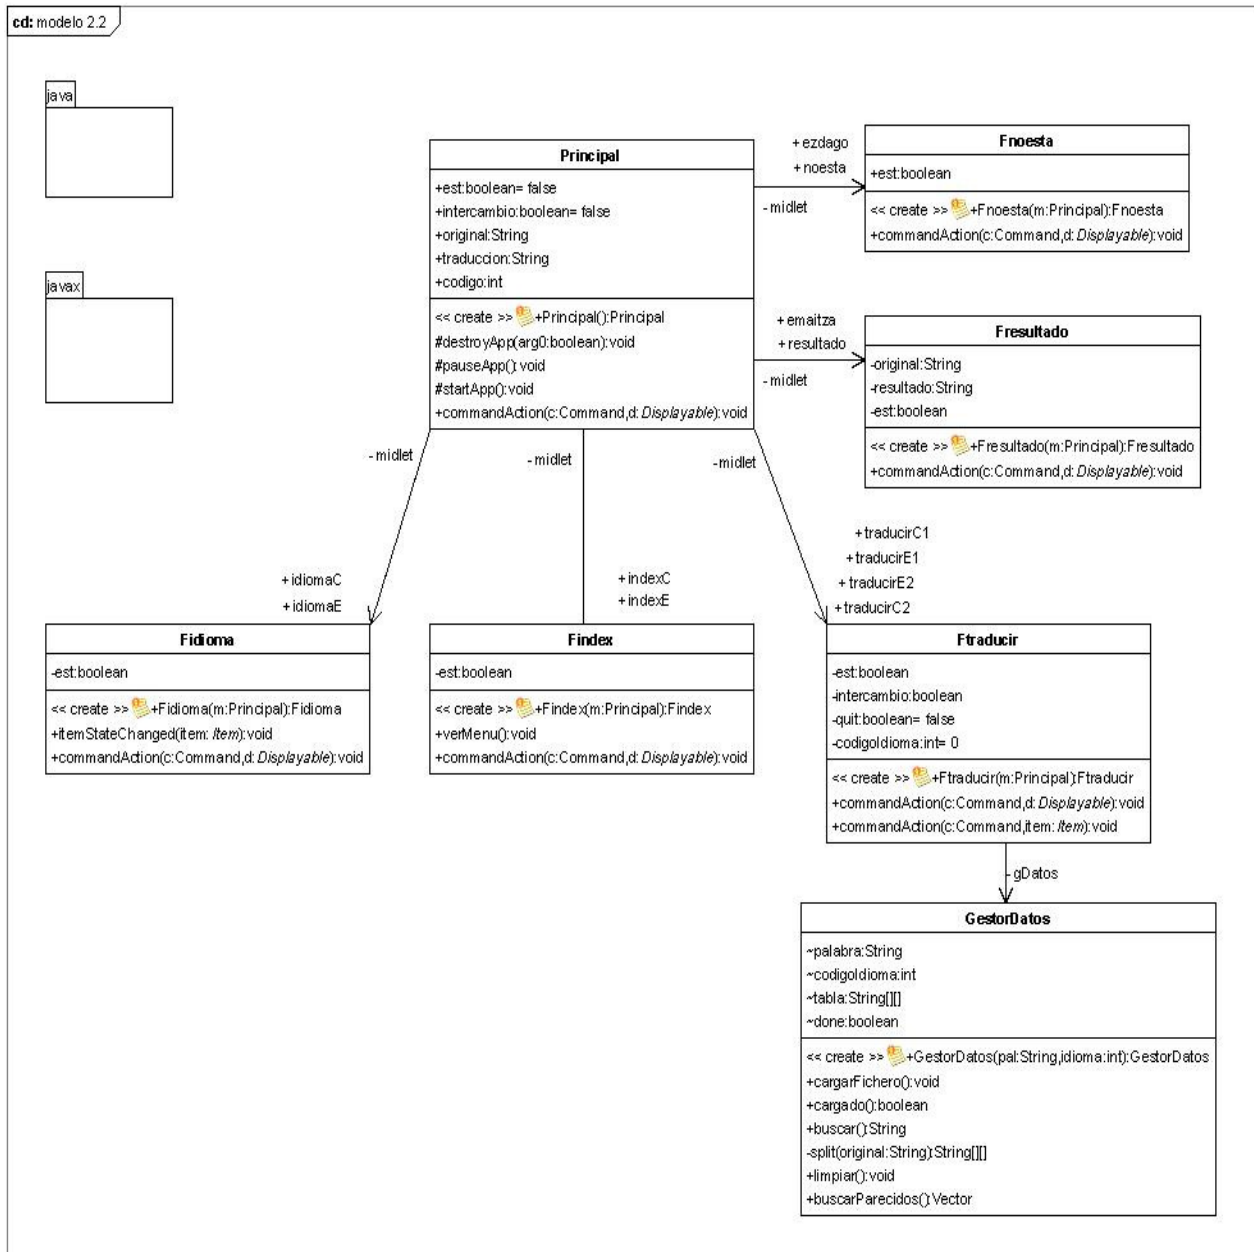 cd: modelo 2.2
java
javax
Principal
+est:boolean= false
+intercambio:boolean= false
+original:String
+traduccion:String
+codigo:int
<< create >> +Principal():Principal
#destroyApp(arg0:boolean):void
#pauseApp():void
#startApp():void
+commandAction(c:Command,d:Displayable):void
+ ezdago
+ noesta
- midlet
Fnoesta
+est:boolean
<< create >> +Fnoesta(m:Principal):Fnoesta
+commandAction(c:Command,d:Displayable):void
+ emaitza
+ resultado
- midlet
Fresultado
-original:String
-resultado:String
-est:boolean
<< create >> +Fresultado(m:Principal):Fresultado
+commandAction(c:Command,d:Displayable):void
- midlet
- midlet
- midlet
+ idiomaC
+ idiomaE
+ indexC
+ indexE
+ traducirC1
+ traducirE1
+ traducirE2
+ traducirC2
Fidioma
-est:boolean
<< create >> +Fidioma(m:Principal):Fidioma
+itemStateChanged(item: Item):void
+commandAction(c:Command,d:Displayable):void
Findex
-est:boolean
<< create >> +Findex(m:Principal):Findex
+verMenu():void
+commandAction(c:Command,d:Displayable):void
Ftraducir
-est:boolean
-intercambio:boolean
-quit:boolean= false
-codigoIdioma:int= 0
<< create >> +Ftraducir(m:Principal):Ftraducir
+commandAction(c:Command,d:Displayable):void
+commandAction(c:Command,item: Item):void
- gDatos
GestorDatos
~palabra:String
~codigoIdioma:int
~tabla:String[][]
~done:boolean
<< create >> +GestorDatos(pal:String,idioma:int):GestorDatos
+cargarFichero():void
+cargado():boolean
+buscar():String
-split(original:String):String[][]
+limpiar():void
+buscarParecidos():Vector